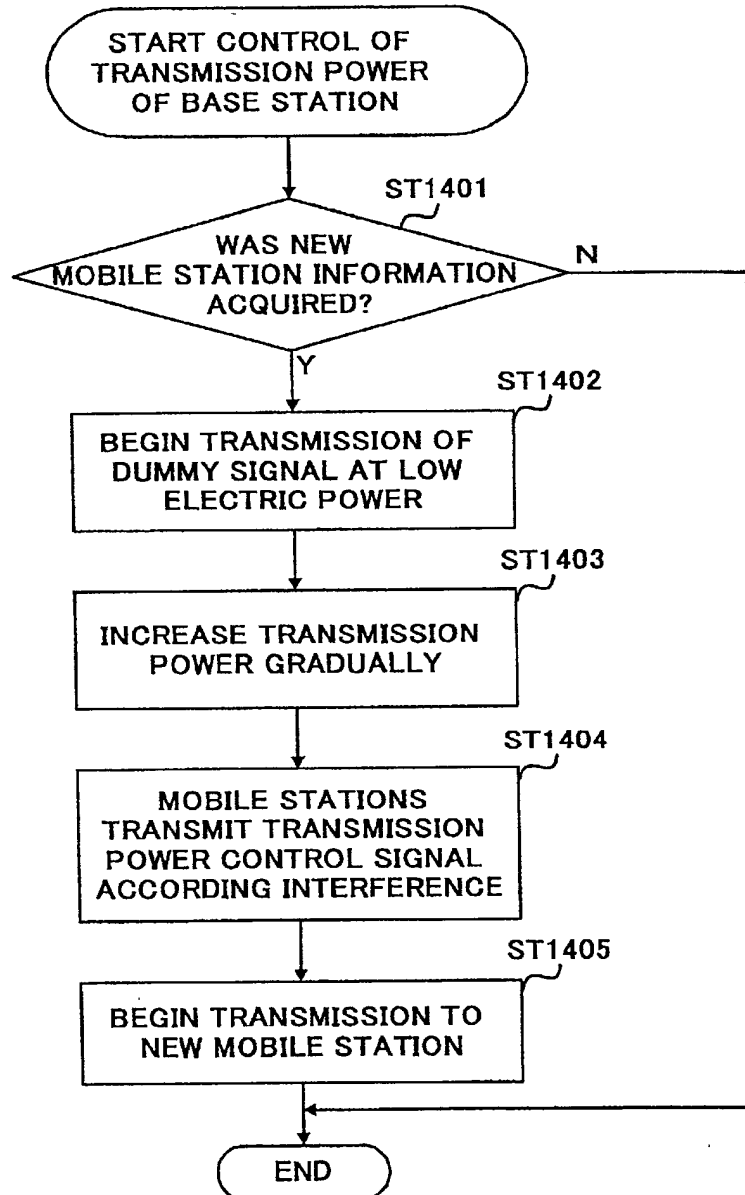 START CONTROL OF
TRANSMISSION POWER
OF BASE STATION
ST1401
WAS NEW
MOBILE STATION INFORMATION
ACQUIRED?
N
Y
ST1402
BEGIN TRANSMISSION OF
DUMMY SIGNAL AT LOW
ELECTRIC POWER
ST1403
INCREASE TRANSMISSION
POWER GRADUALLY
ST1404
MOBILE STATIONS
TRANSMIT TRANSMISSION
POWER CONTROL SIGNAL
ACCORDING INTERFERENCE
ST1405
BEGIN TRANSMISSION TO
NEW MOBILE STATION
END